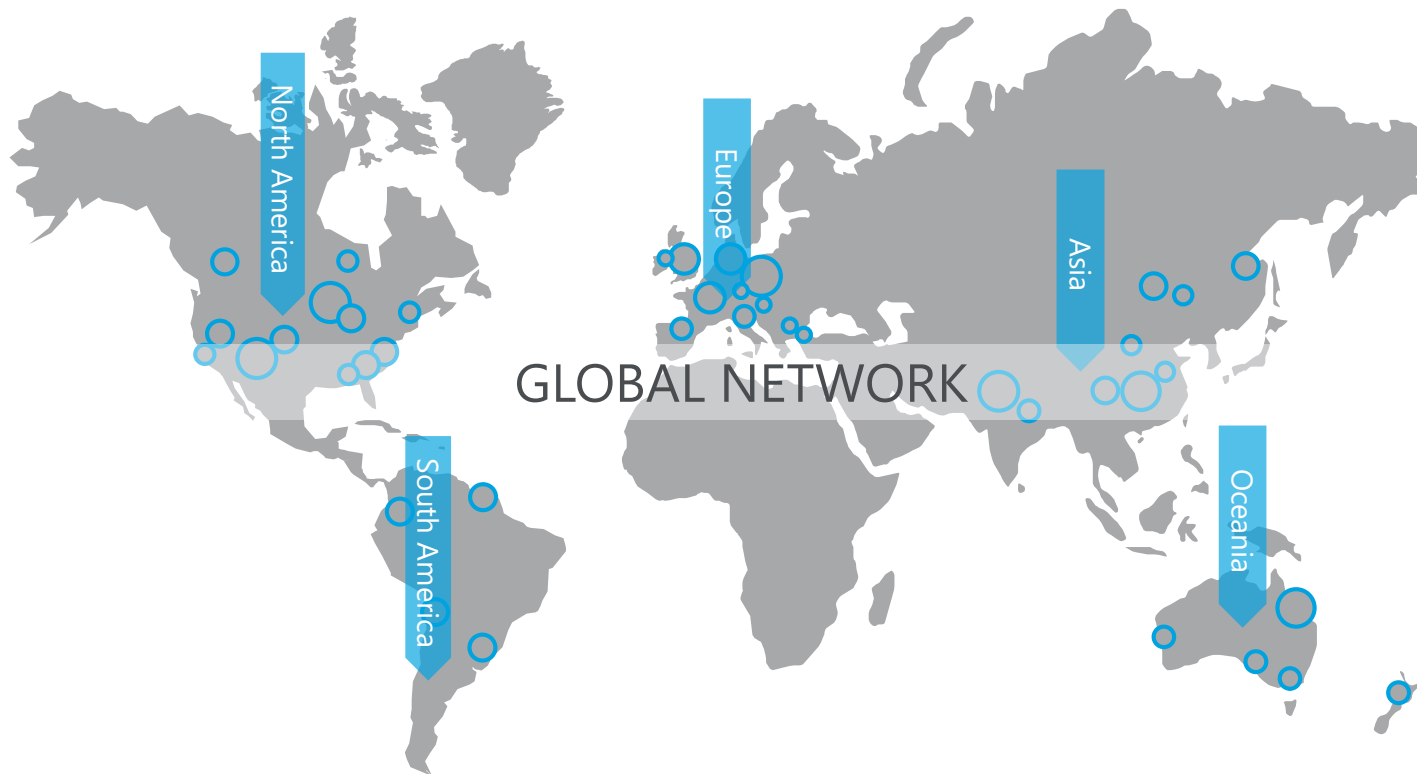 North America
Europe
Asia
GLOBAL NETWORK
South America
Oceania